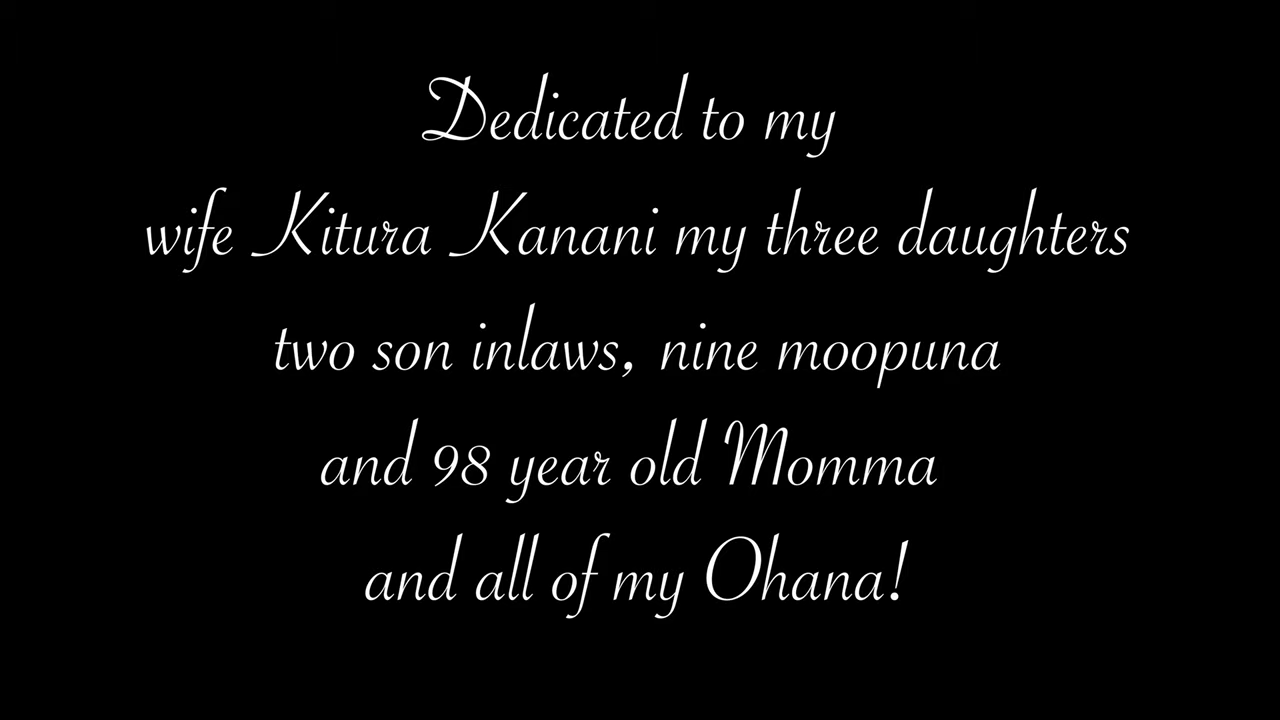 Dedicated to my
wife Kitura Kanani my three daughters
two son inlaws, nine moopuna
and 98 year old Momma
and all of my Ohana!